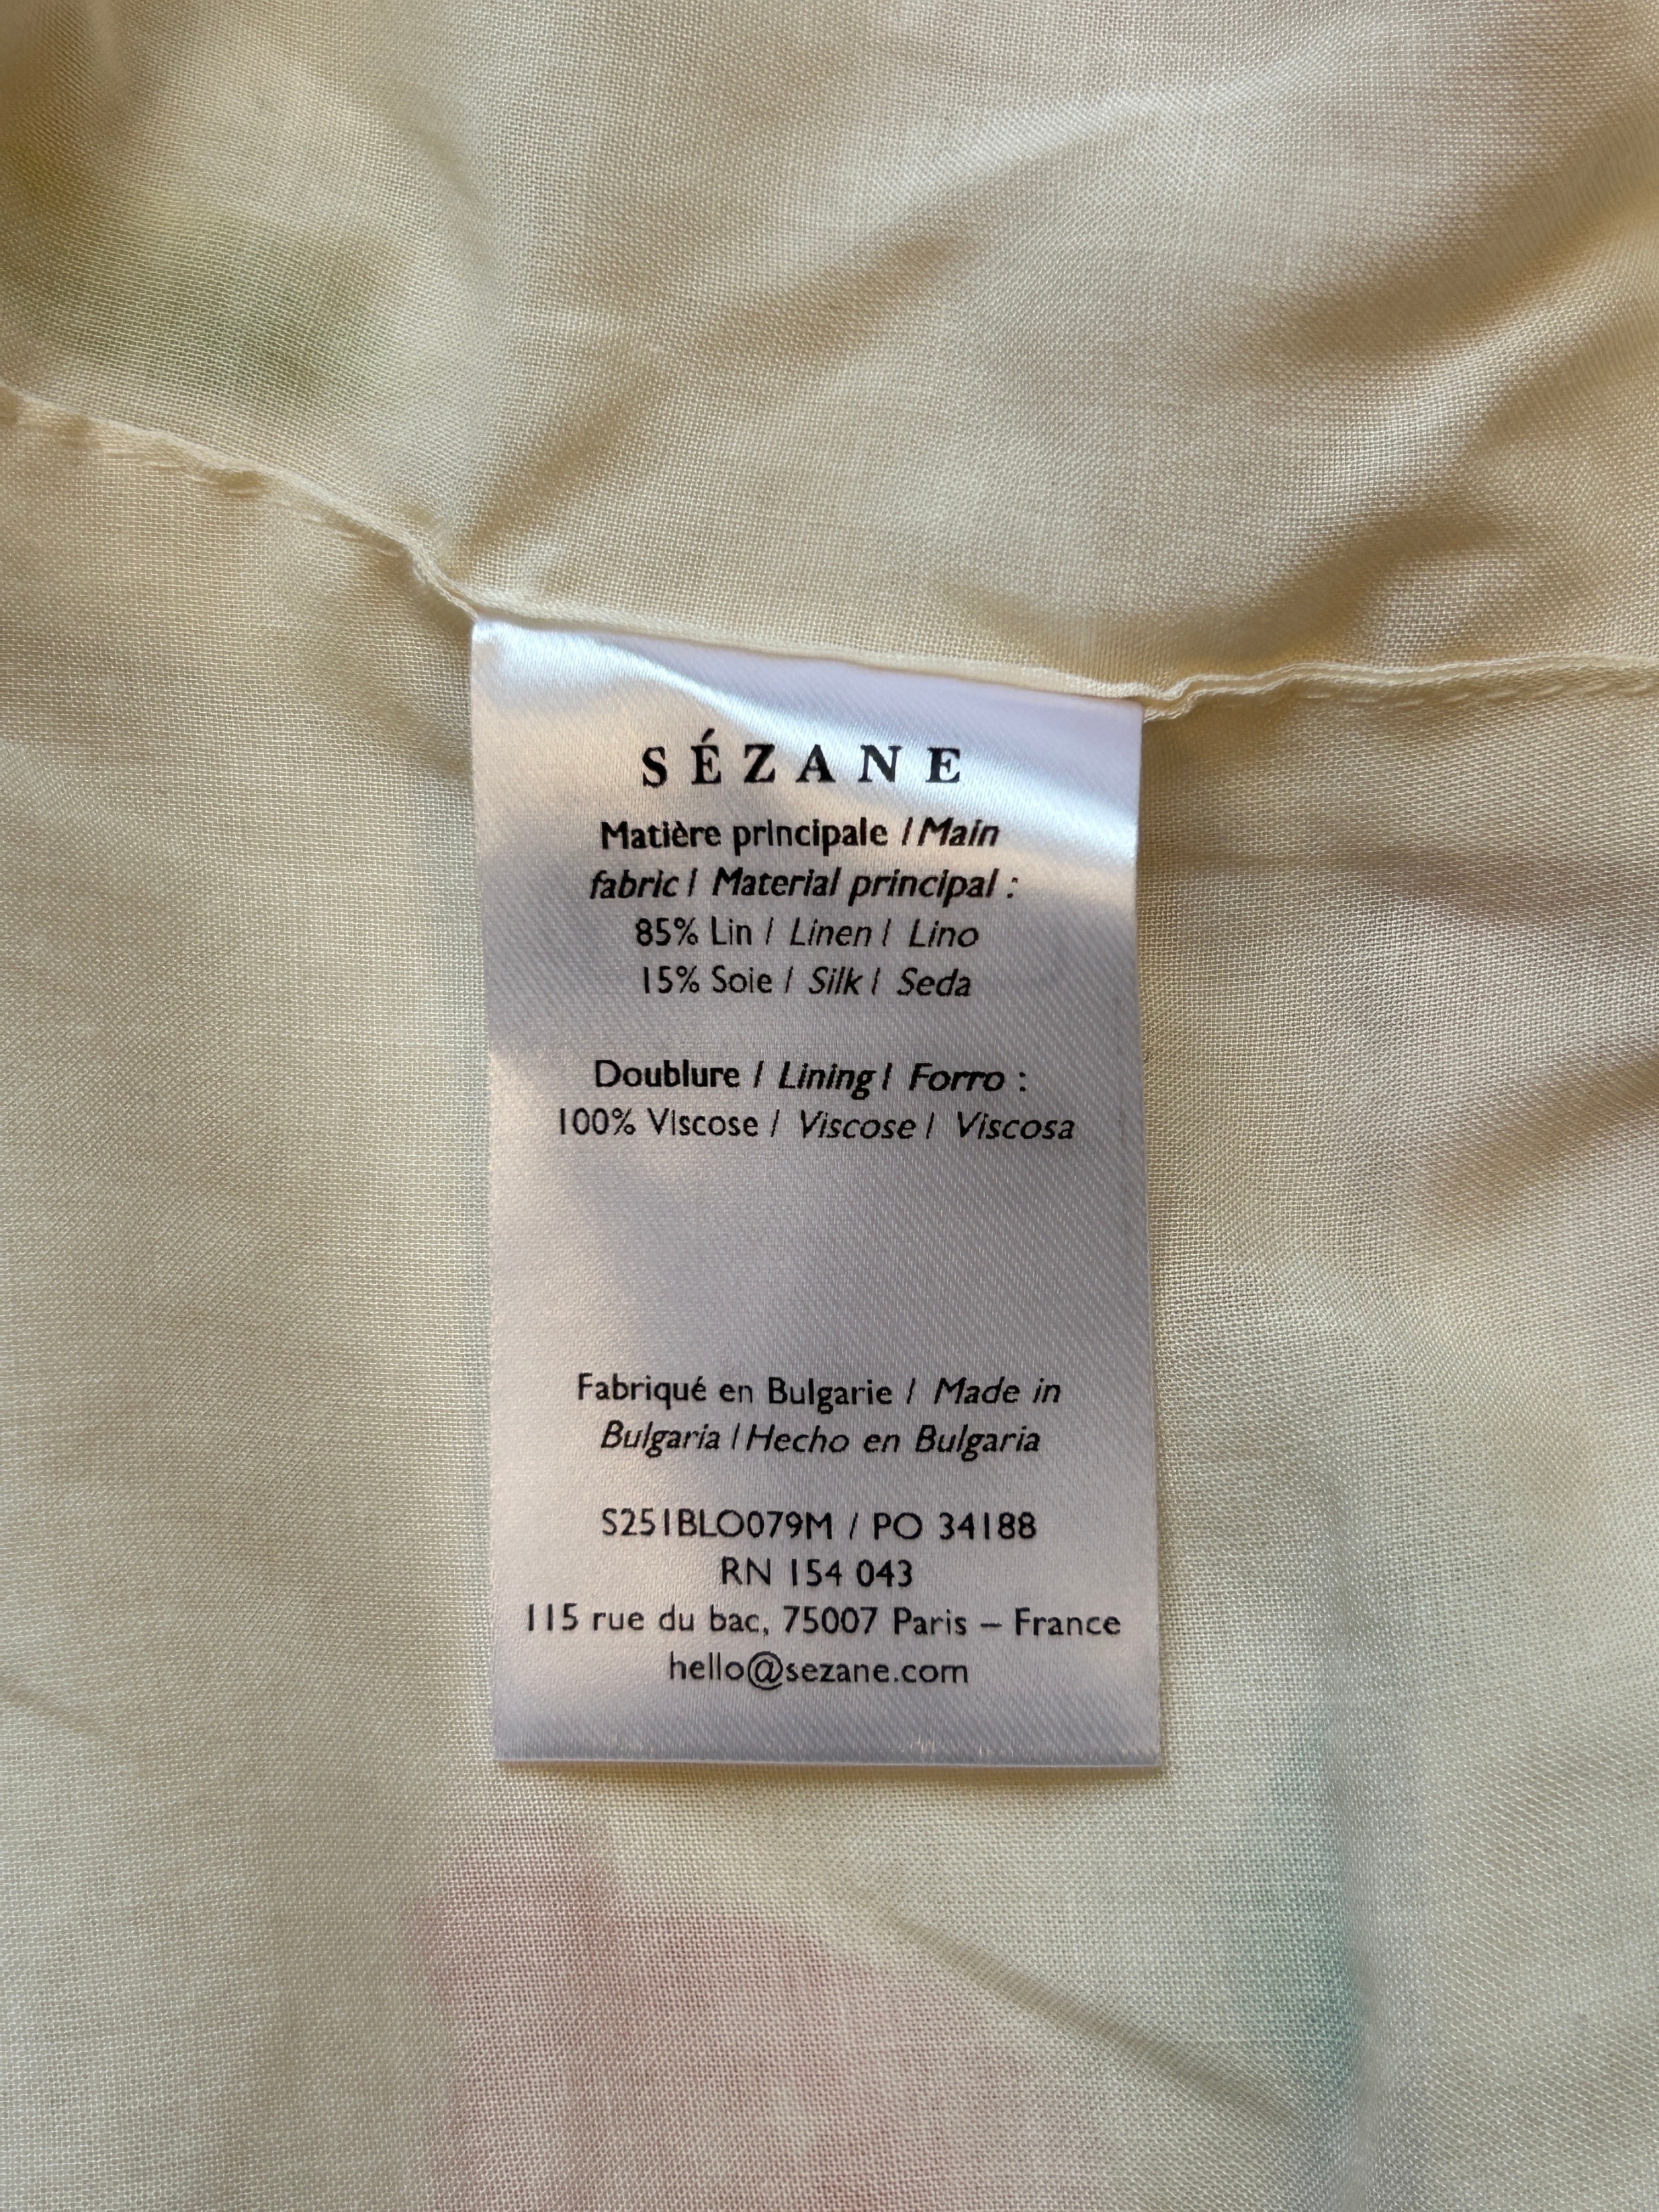 SÉZANE
Matière principale / Main
fabric / Material principal :
85% Lin / Linen / Lino
15% Soie / Silk / Seda
Doublure / Lining / Forro :
100% Viscose / Viscose / Viscosa
Fabriqué en Bulgarie / Made in
Bulgaria / Hecho en Bulgaria
S251BLO079M / PO 34188
RN 154 043
115 rue du bac, 75007 Paris – France
hello@sezane.com